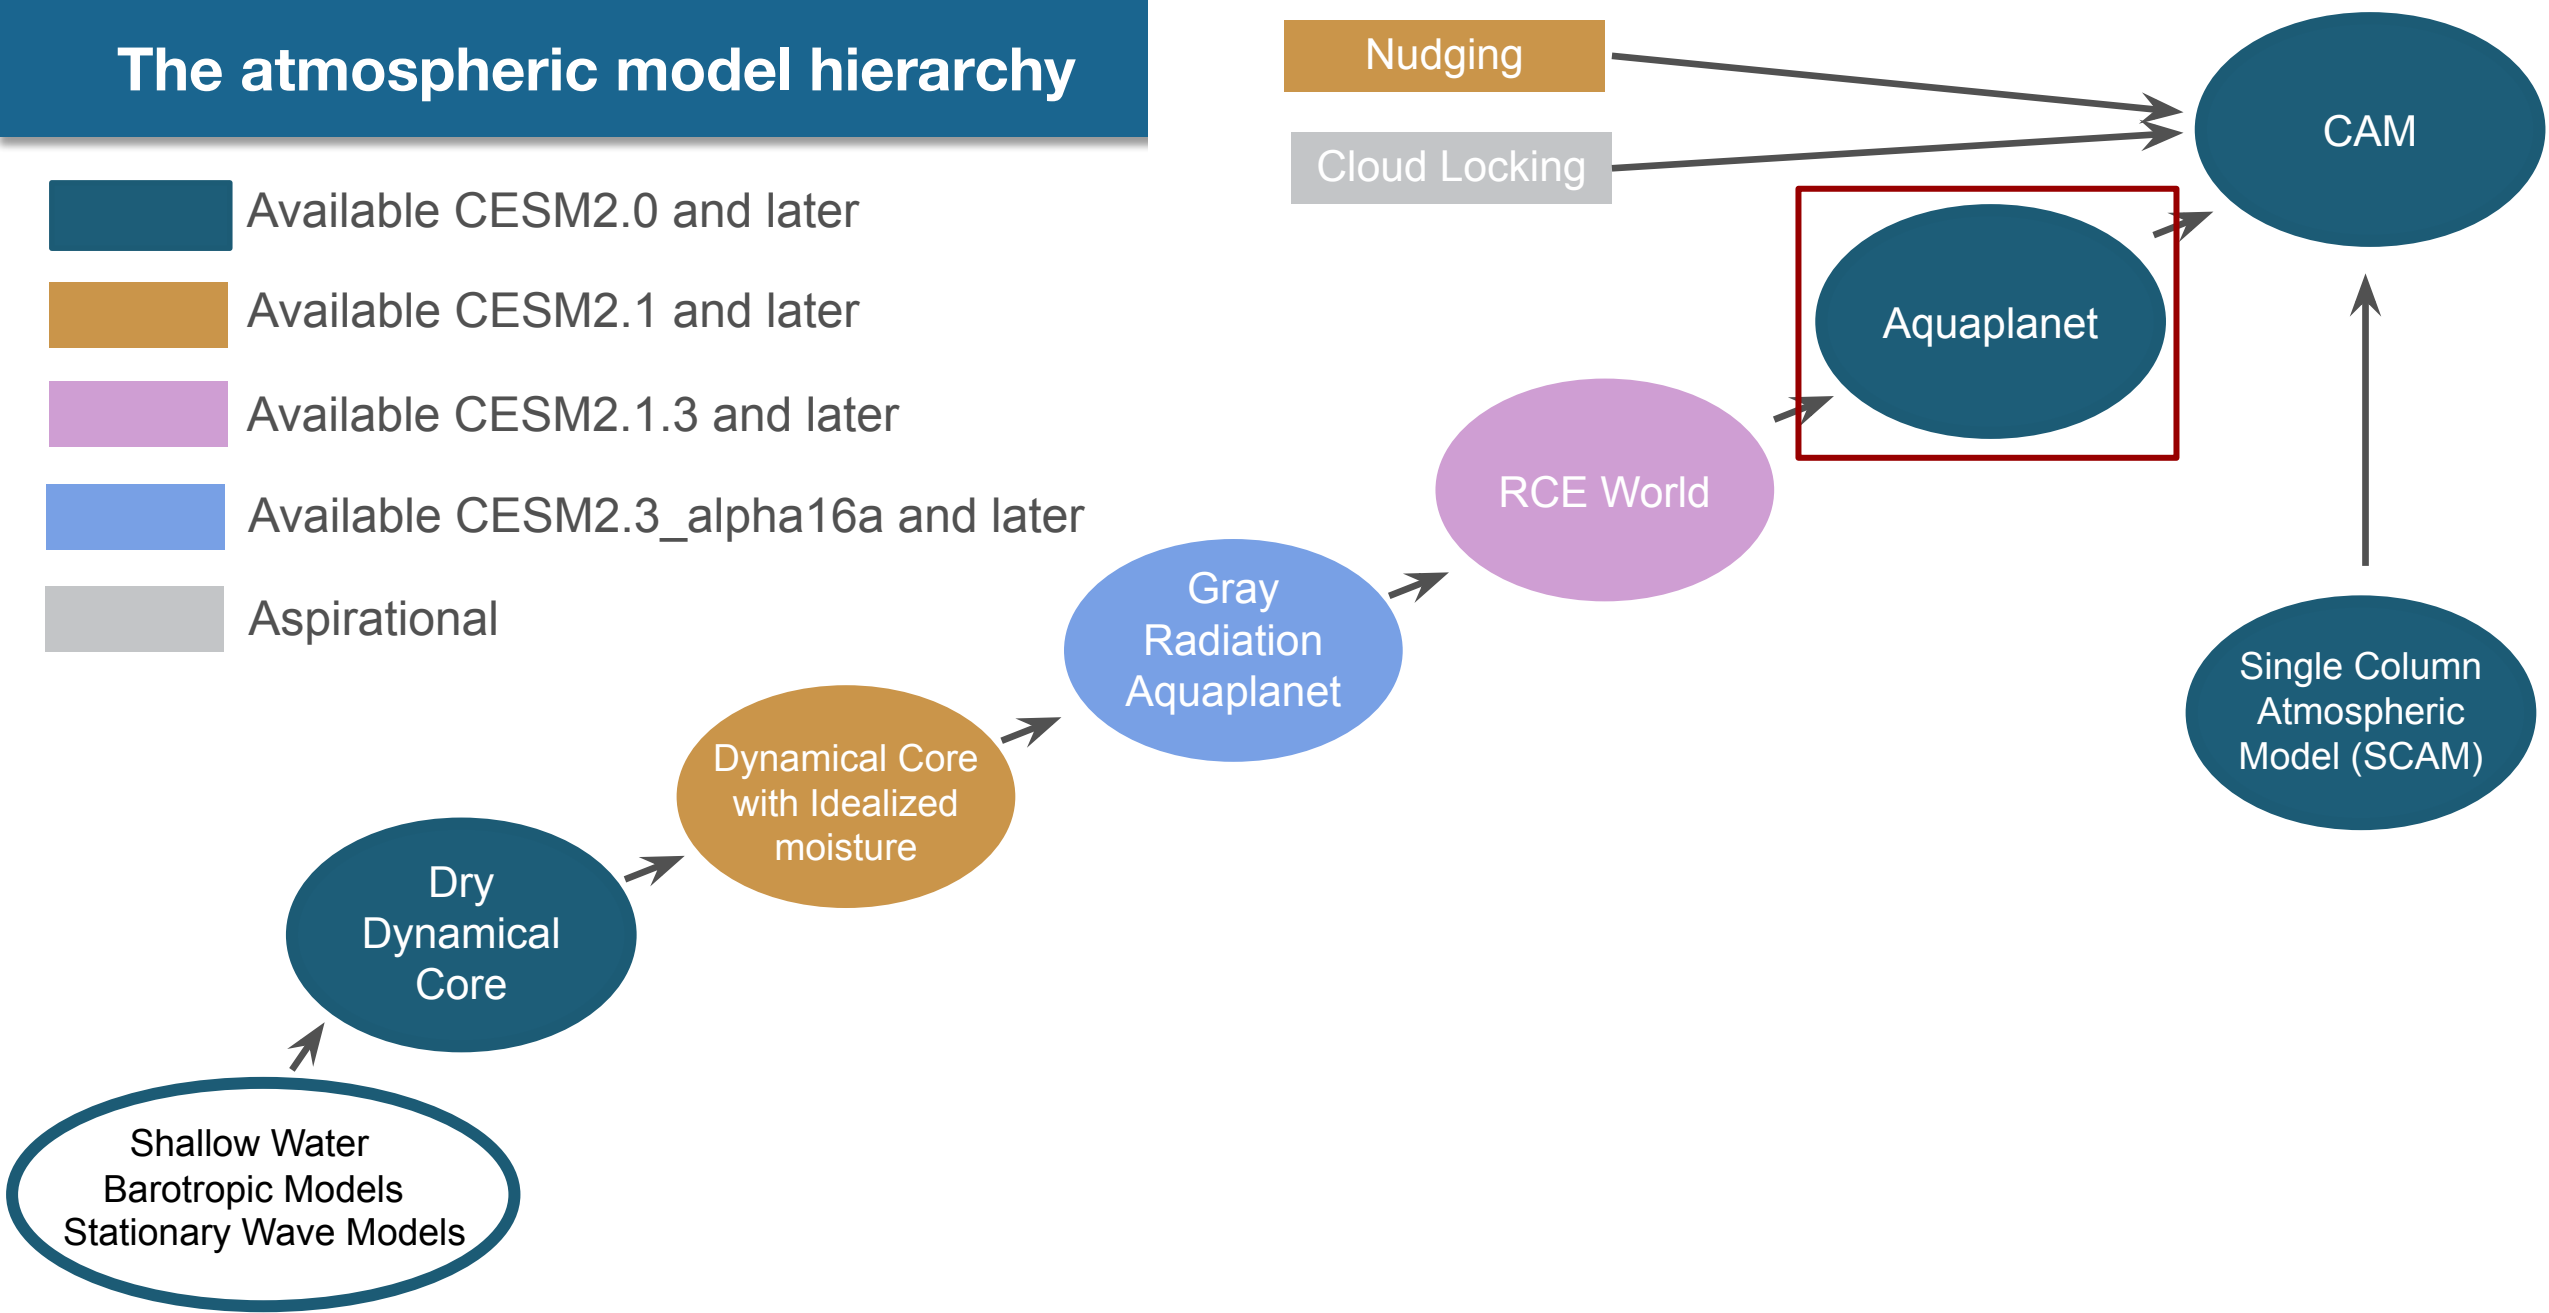 The atmospheric model hierarchy
Available CESM2.0 and later
Available CESM2.1 and later
Available CESM2.1.3 and later
Available CESM2.3_alpha16a and later
Aspirational
Nudging
Cloud Locking
CAM
Aquaplanet
RCE World
Gray
Radiation
Aquaplanet
Single Column
Atmospheric
Model (SCAM)
Dynamical Core
with Idealized
moisture
Dry
Dynamical
Core
Shallow Water
Barotropic Models
Stationary Wave Models